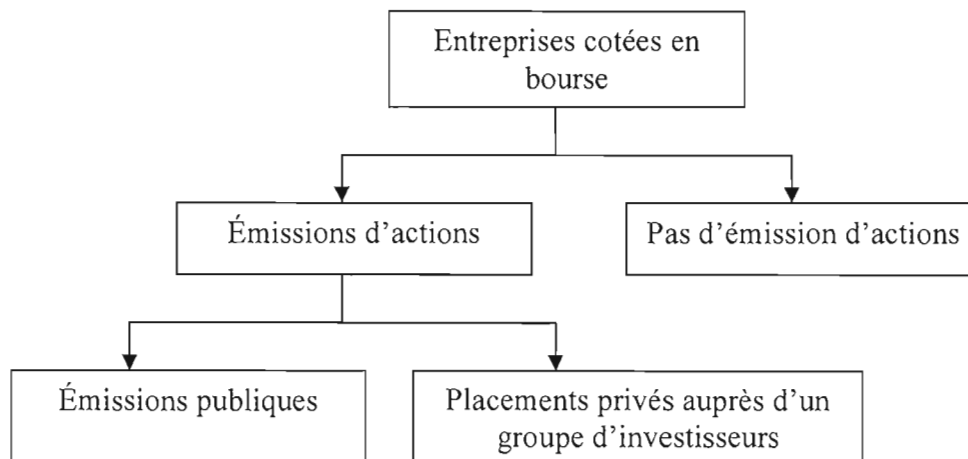 Entreprises cotées en
bourse
Émissions d'actions
Pas d'émission d'actions
Émissions publiques
Placements privés auprès d'un
groupe d'investisseurs